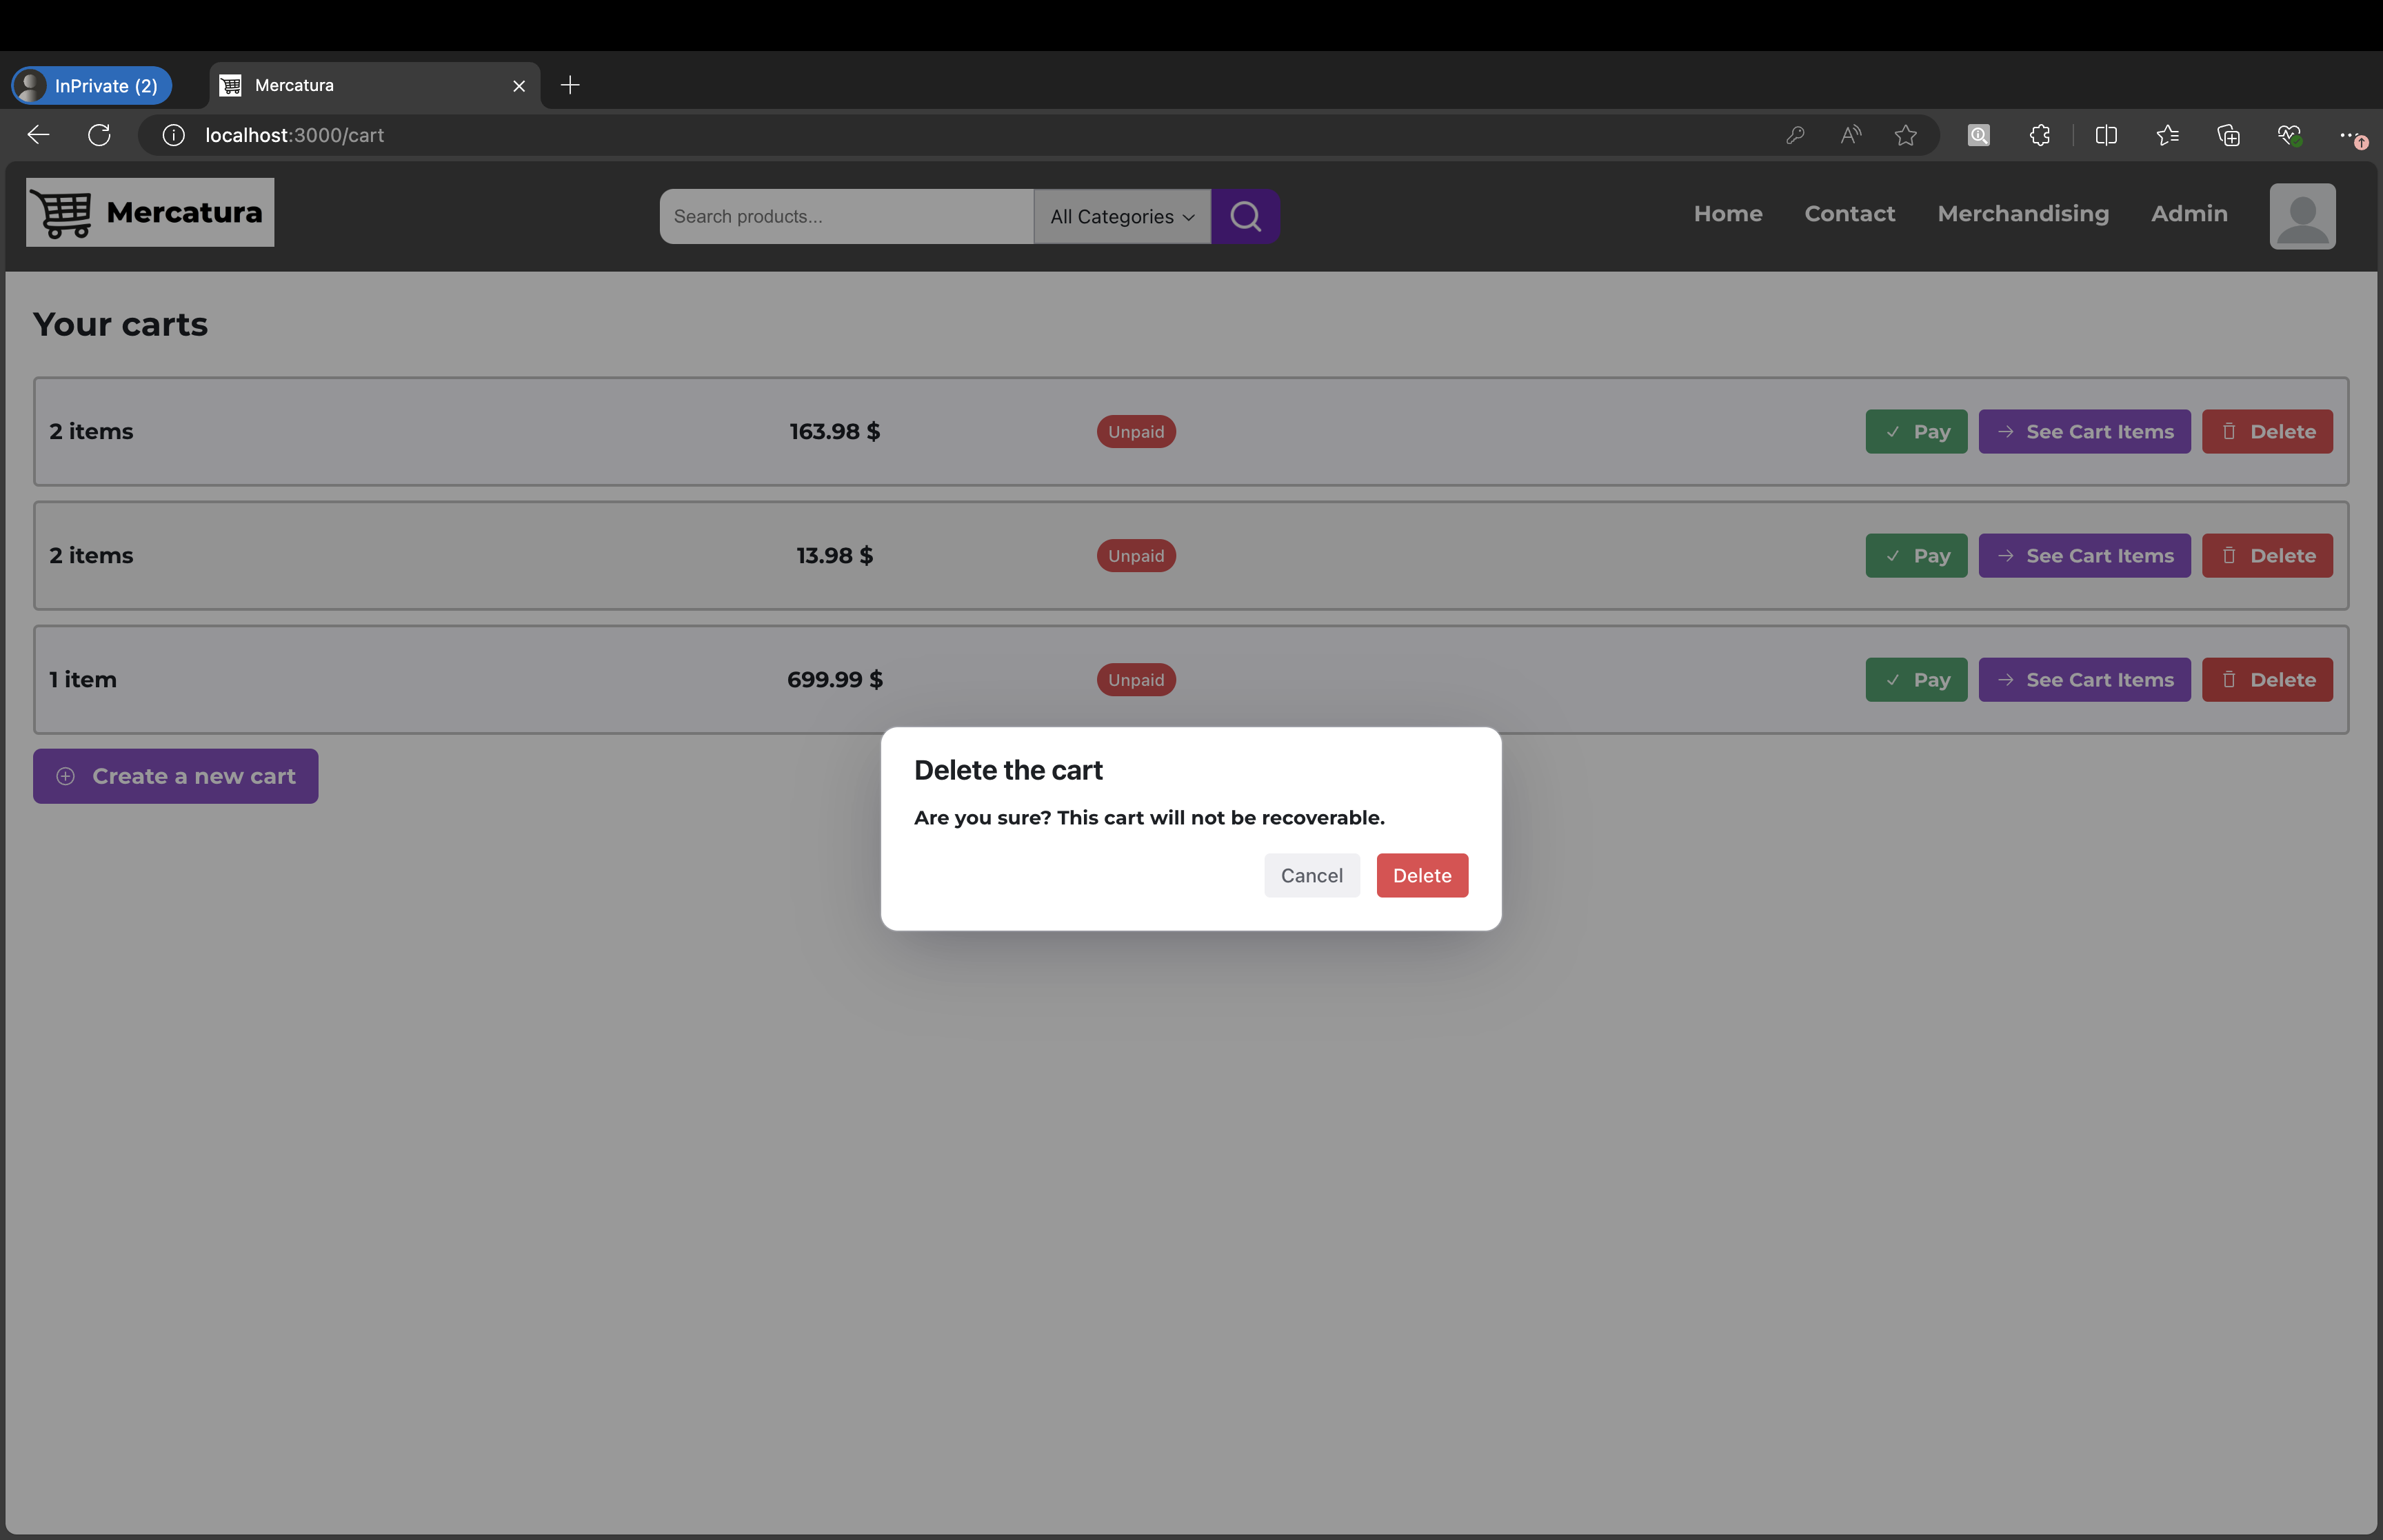 InPrivate (2)
Mercatura
localhost:3000/cart
Mercatura
Search products...
All Categories
Home
Contact
Merchandising
Admin
Your carts
2 items
163.98 $
Unpaid
Pay
See Cart Items
Delete
2 items
13.98 $
Unpaid
Pay
See Cart Items
Delete
1 item
699.99 $
Unpaid
Pay
See Cart Items
Delete
Create a new cart
Delete the cart
Are you sure? This cart will not be recoverable.
Cancel
Delete